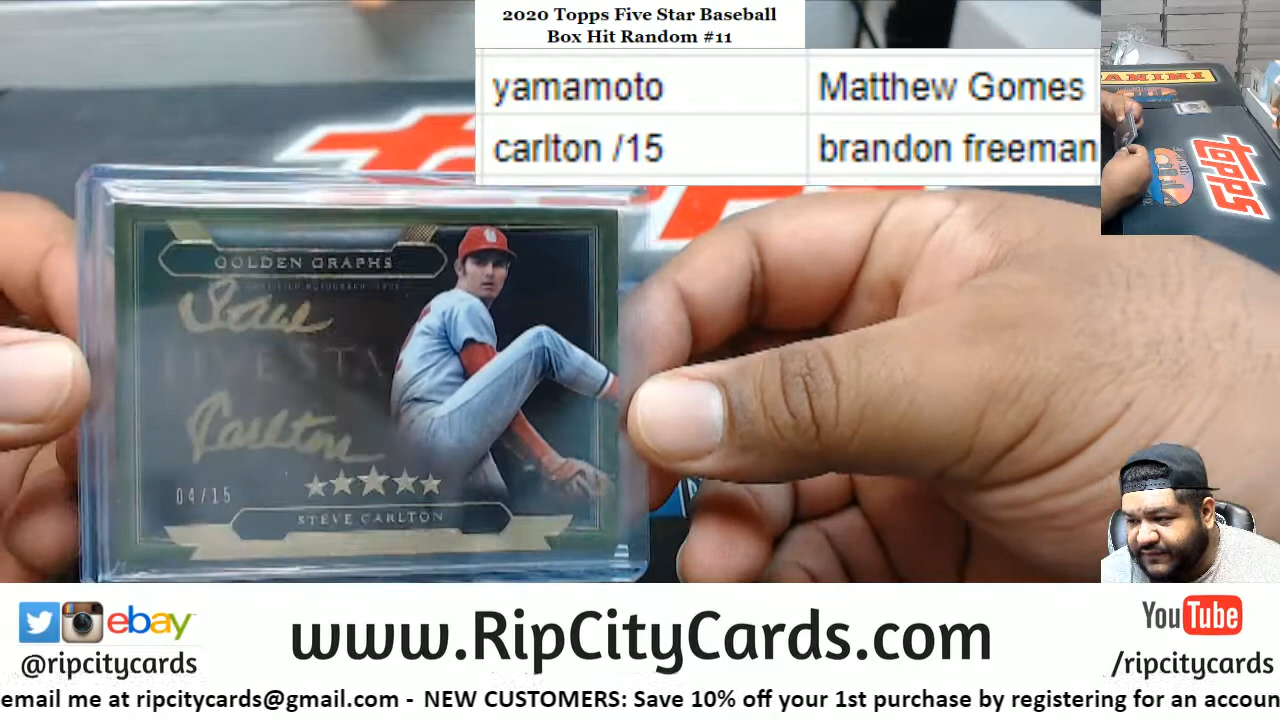 2020 Topps Five Star Baseball
Box Hit Random #11
yamamoto Matthew Gomes
carlton /15 brandon freeman
PANINI
topps
GOLDEN GRAPHS
Steve
Carlton
04/15
STEVE CARLTON
ebay
@ripcitycards
www.RipCityCards.com
YouTube
/ripcitycards
email me at ripcitycards@gmail.com - NEW CUSTOMERS: Save 10% off your 1st purchase by registering for an accoun